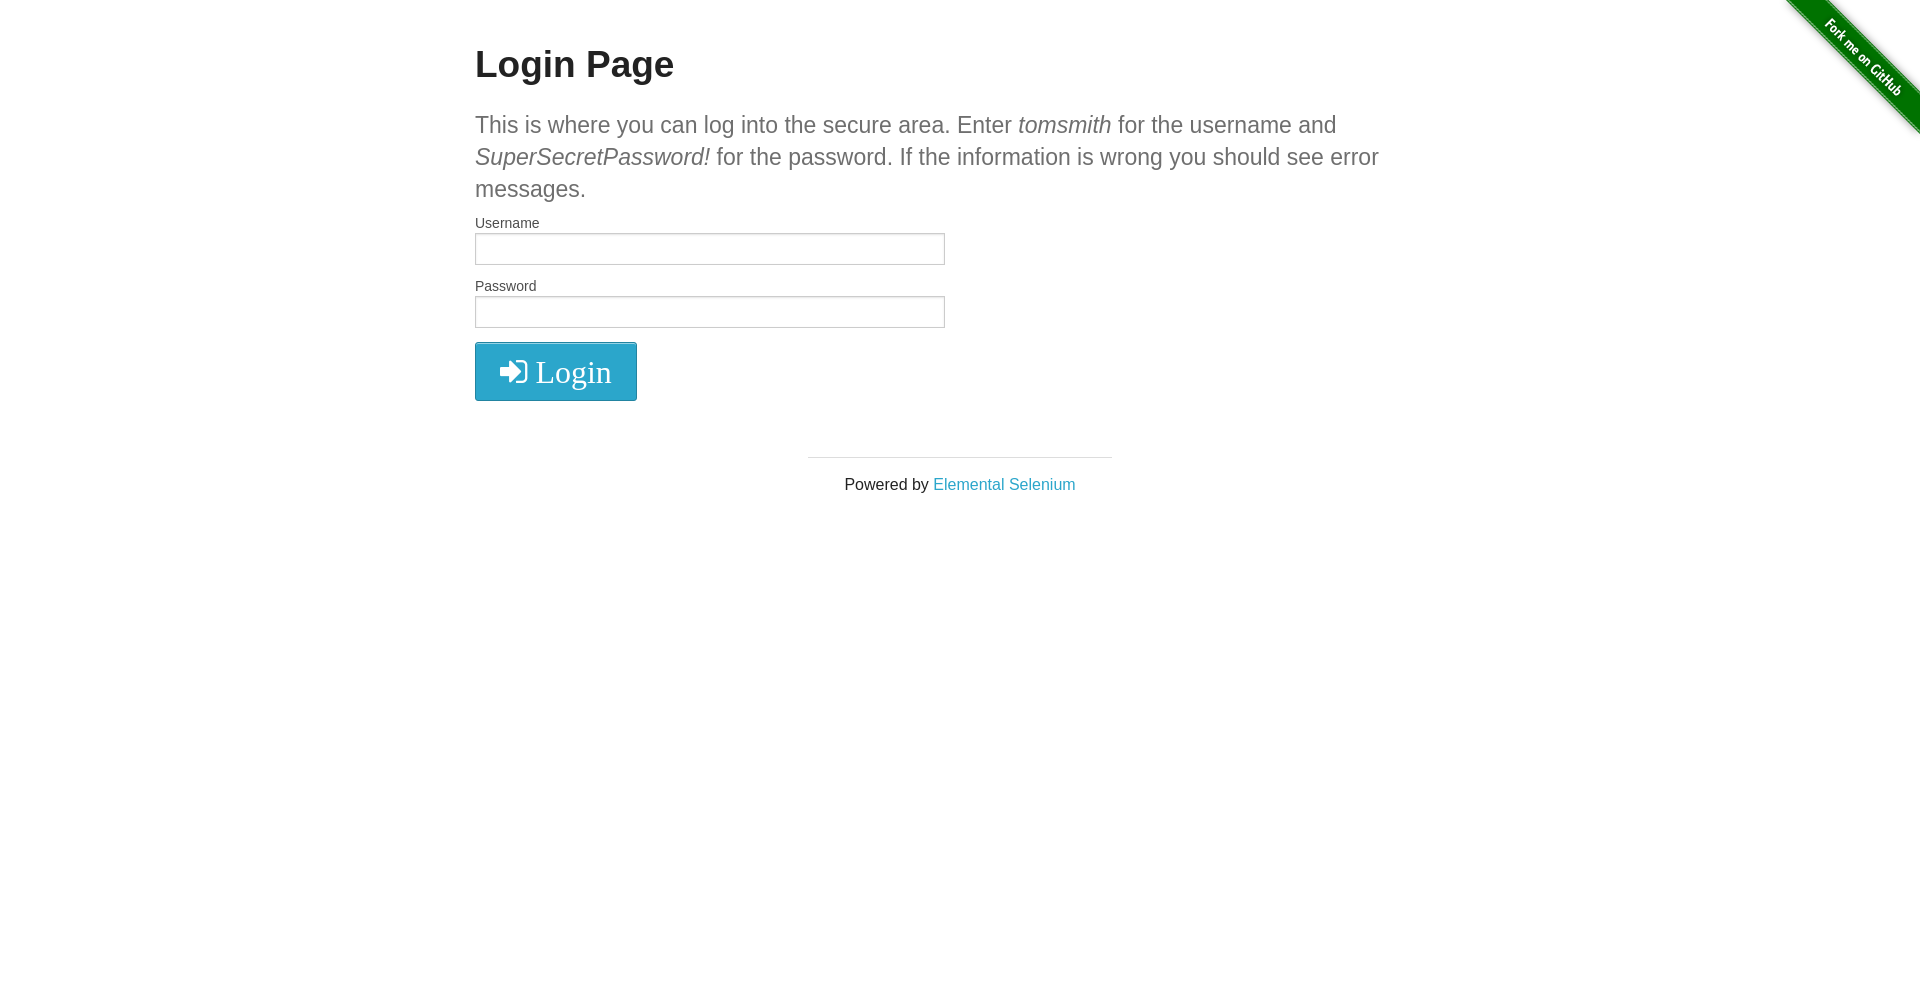 Fork me on GitHub
Login Page
This is where you can log into the secure area. Enter tomsmith for the username and
SuperSecretPassword! for the password. If the information is wrong you should see error
messages.
Username
Password
Login
Powered by Elemental Selenium